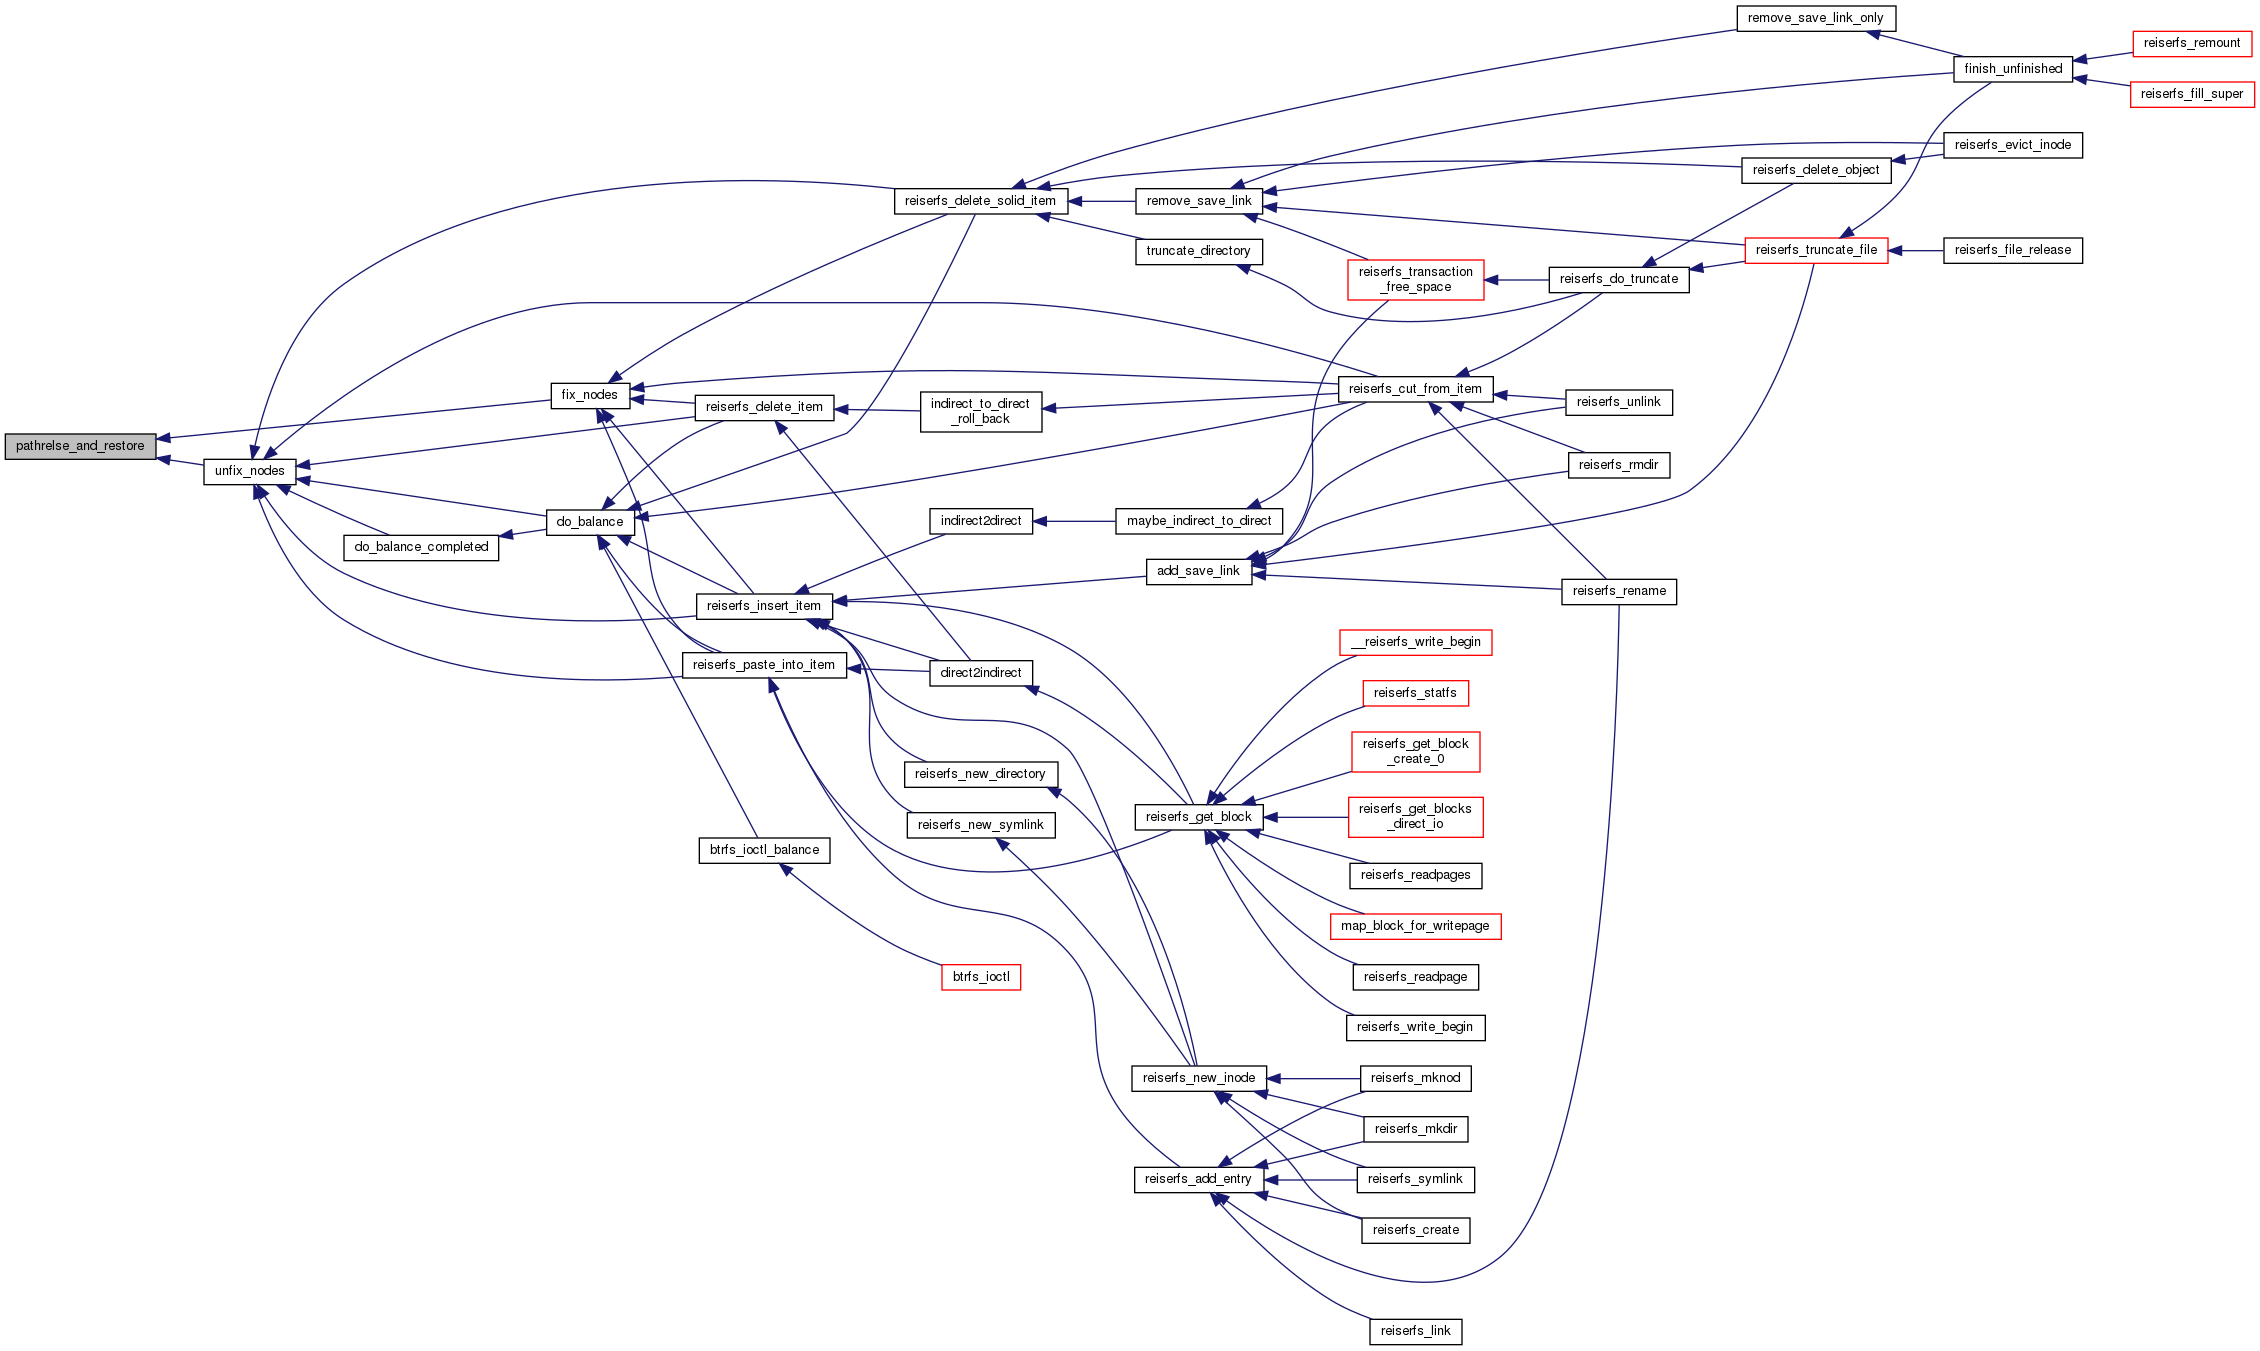 remove_save_link_only
reiserfs_remount
finish_unfinished
reiserfs_fill_super
reiserfs_evict_inode
reiserfs_delete_object
reiserfs_delete_solid_item
remove_save_link
truncate_directory
reiserfs_truncate_file
reiserfs_file_release
reiserfs_transaction
_free_space
reiserfs_do_truncate
fix_nodes
reiserfs_cut_from_item
reiserfs_delete_item
indirect_to_direct
_roll_back
reiserfs_unlink
pathrelse_and_restore
unfix_nodes
reiserfs_rmdir
do_balance
indirect2direct
maybe_indirect_to_direct
do_balance_completed
add_save_link
reiserfs_insert_item
reiserfs_rename
__reiserfs_write_begin
reiserfs_paste_into_item
direct2indirect
reiserfs_statfs
reiserfs_get_block
_create_0
reiserfs_new_directory
reiserfs_get_blocks
_direct_io
reiserfs_get_block
reiserfs_new_symlink
btrfs_ioctl_balance
reiserfs_readpages
map_block_for_writepage
btrfs_ioctl
reiserfs_readpage
reiserfs_write_begin
reiserfs_new_inode
reiserfs_mknod
reiserfs_mkdir
reiserfs_add_entry
reiserfs_symlink
reiserfs_create
reiserfs_link